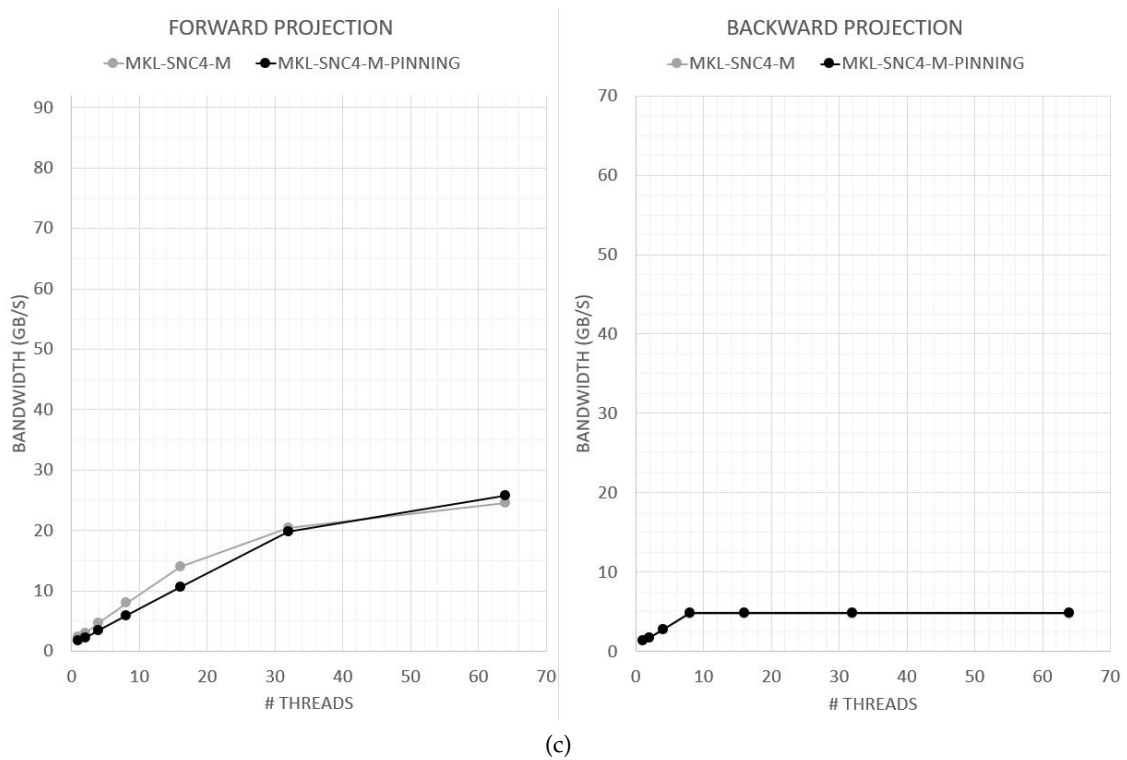 FORWARD PROJECTION
MKL-SNC4-M MKL-SNC4-M-PINNING
90
80
70
60
50
40
30
20
10
0
BANDWIDTH (GB/S)
0 10 20 30 40 50 60 70
# THREADS
BACKWARD PROJECTION
MKL-SNC4-M MKL-SNC4-M-PINNING
70
60
50
40
30
20
10
0
BANDWIDTH (GB/S)
0 10 20 30 40 50 60 70
# THREADS
(c)